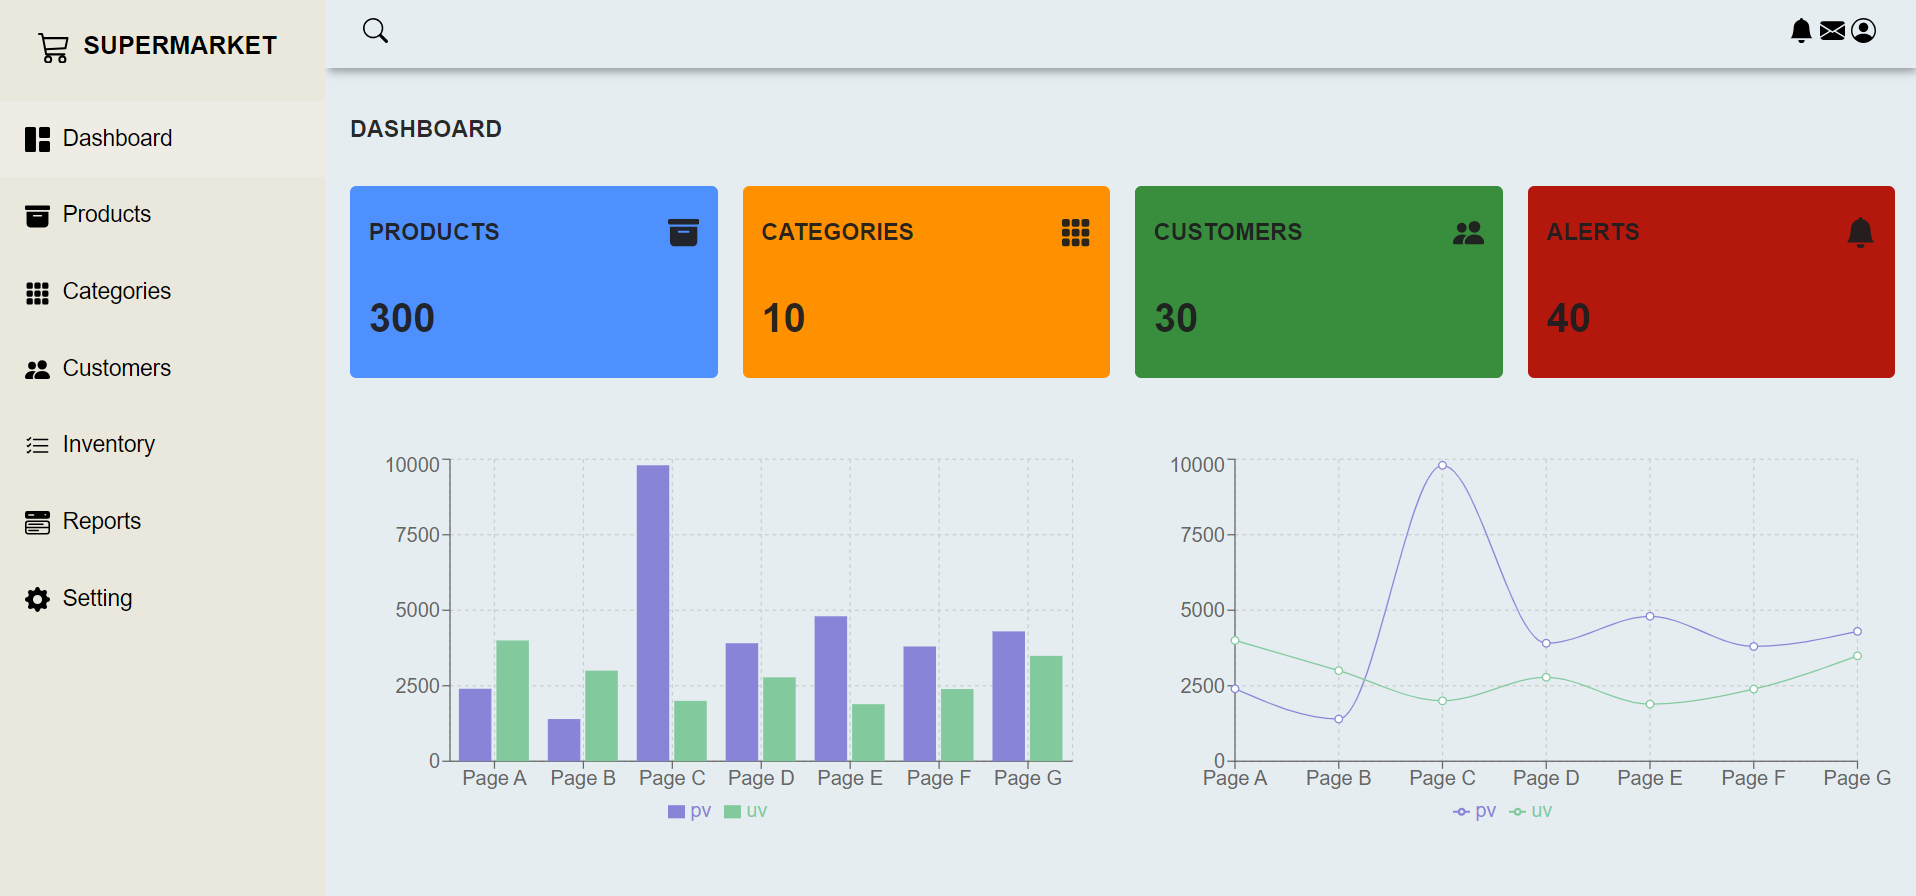 SUPERMARKET
Dashboard
Products
Categories
Customers
Inventory
Reports
Setting
DASHBOARD
PRODUCTS
300
CATEGORIES
10
CUSTOMERS
30
ALERTS
40
10000
7500
5000
2500
0
Page A Page B Page C Page D Page E Page F Page G
pv uv
10000
7500
5000
2500
0
Page A Page B Page C Page D Page E Page F Page G
pv uv